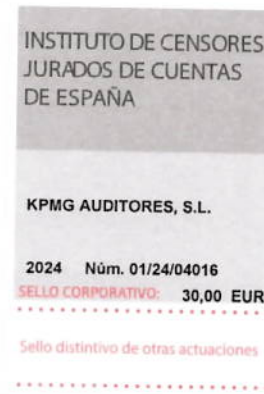 INSTITUTO DE CENSORES
JURADOS DE CUENTAS
DE ESPAÑA
KPMG AUDITORES, S.L.
2024 Núm. 01/24/04016
SELLO CORPORATIVO: 30,00 EUR
Sello distintivo de otras actuaciones